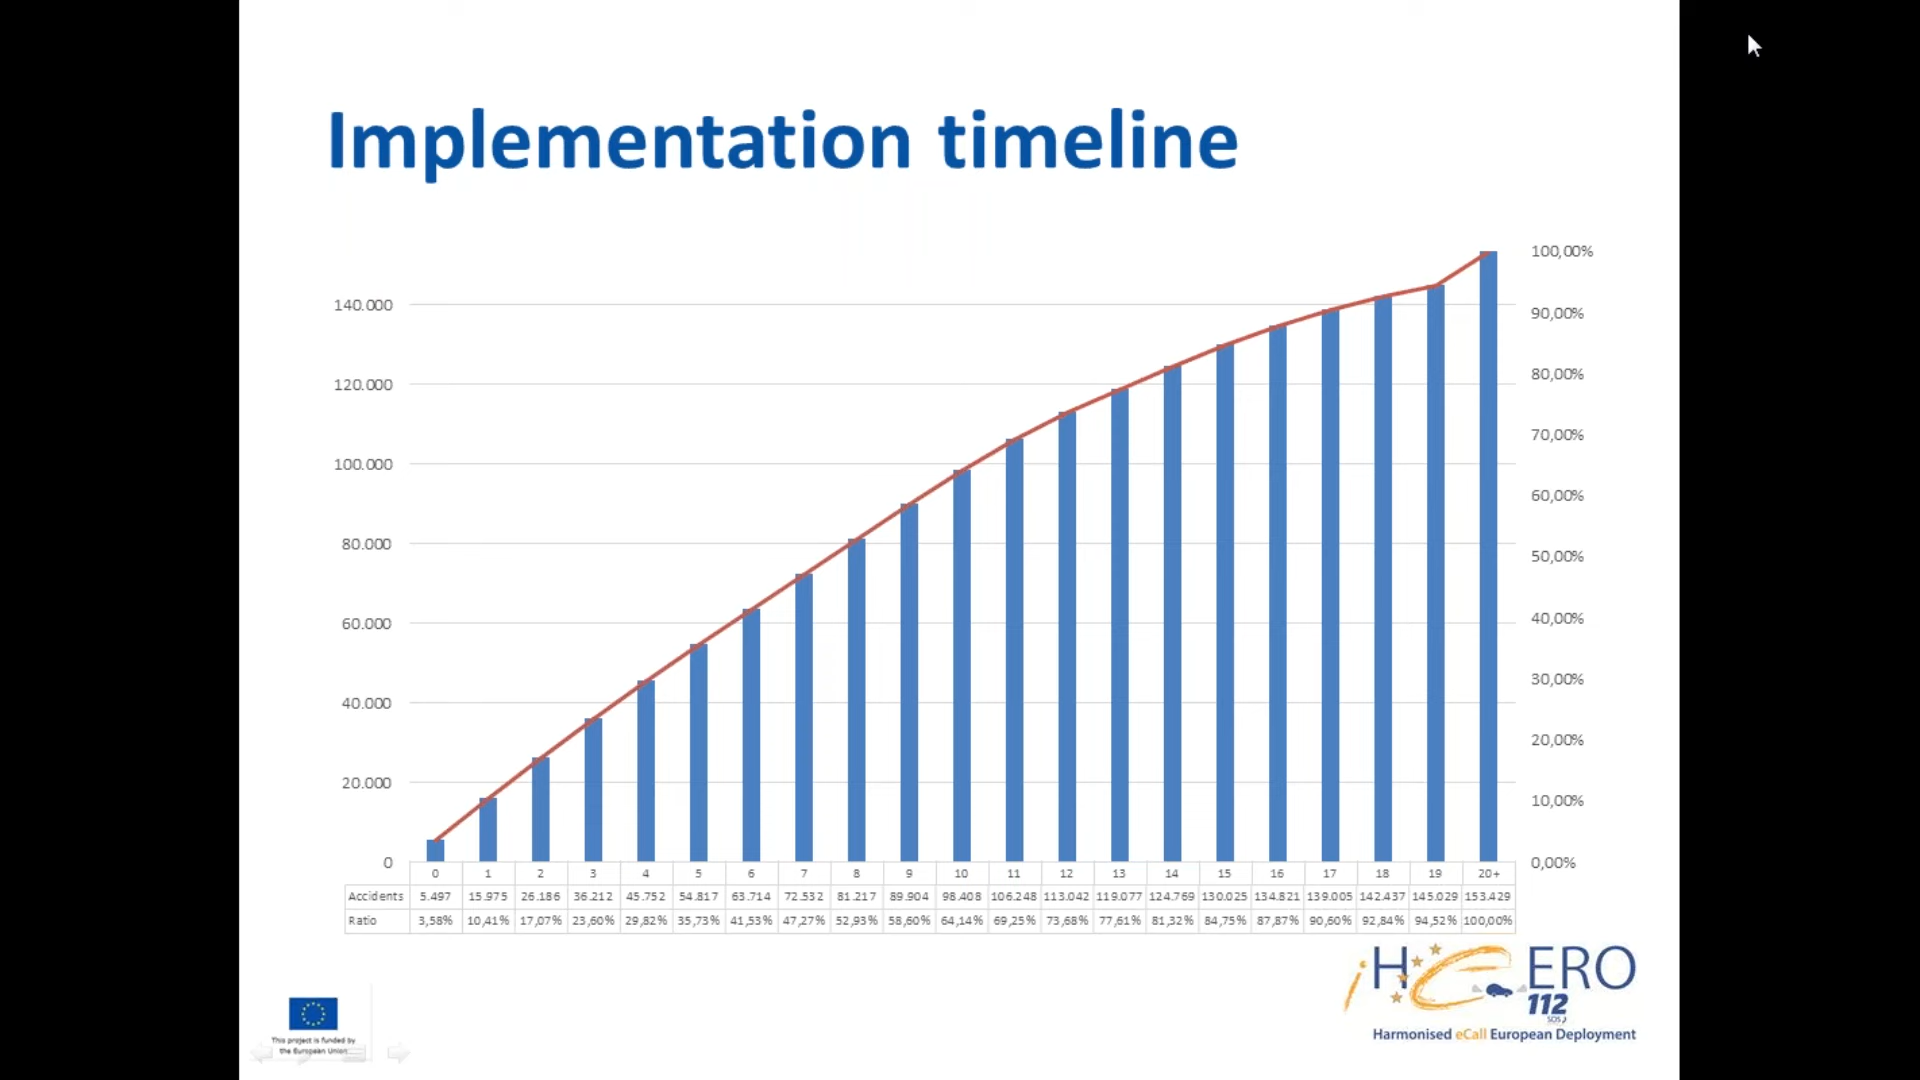 Implementation timeline
100,00%
140.000
90,00%
120.000
80,00%
70,00%
100.000
60,00%
80.000
50,00%
60.000
40,00%
30,00%
40.000
20,00%
20.000
10,00%
0
0,00%
0 1 2 3 4 5 6 7 8 9 10 11 12 13 14 15 16 17 18 19 20+
Accidents 5.497 15.975 26.186 36.212 45.752 54.817 63.714 72.532 81.217 89.904 98.408 106.248 113.042 119.077 124.769 130.025 134.821 139.005 142.437 145.029 153.429
Ratio 3,58% 10,41% 17,07% 23,60% 29,82% 35,73% 41,53% 47,27% 52,93% 58,60% 64,14% 69,25% 73,68% 77,61% 81,32% 84,75% 87,87% 90,60% 92,84% 94,52% 100,00%
iHeERO
112
SOS
Harmonised eCall European Deployment
This project is funded by
the European Union